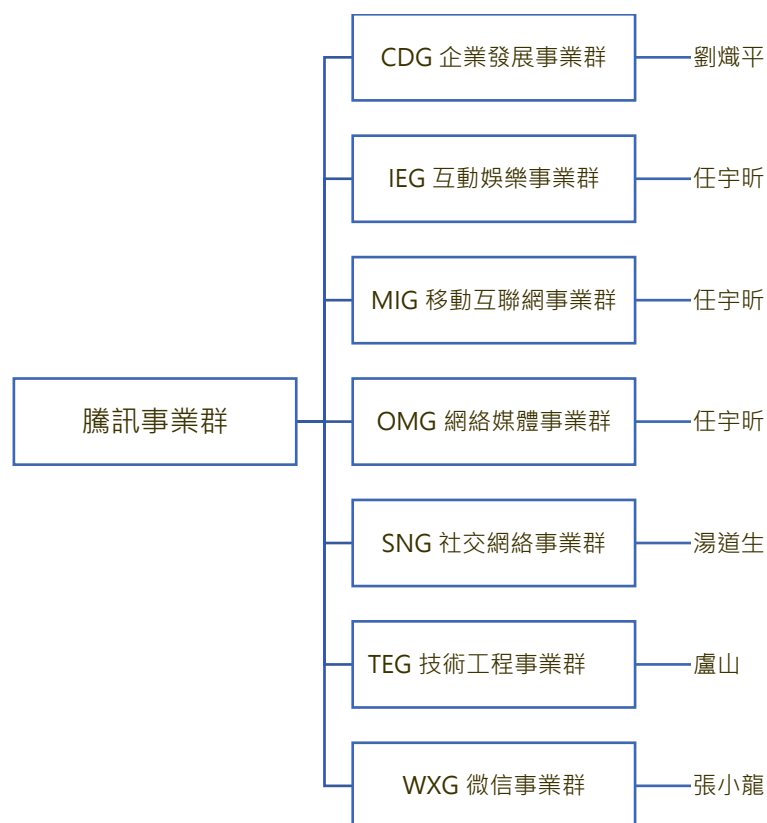 CDG 企業發展事業群
劉熾平
IEG 互動娛樂事業群
任宇昕
MIG 移動互聯網事業群
任宇昕
騰訊事業群
OMG 網絡媒體事業群
任宇昕
SNG 社交網絡事業群
湯道生
TEG 技術工程事業群
盧山
WXG 微信事業群
張小龍